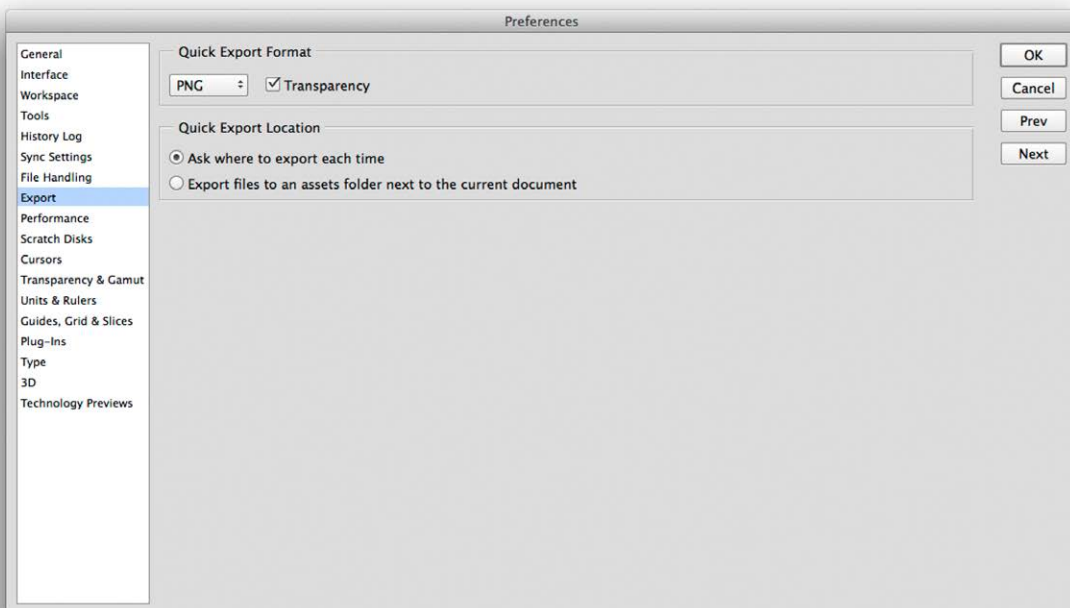 Preferences
General
Interface
Workspace
Tools
History Log
Sync Settings
File Handling
Export
Performance
Scratch Disks
Cursors
Transparency & Gamut
Units & Rulers
Guides, Grid & Slices
Plug-Ins
Type
3D
Technology Previews
Quick Export Format
PNG Transparency
Quick Export Location
Ask where to export each time
Export files to an assets folder next to the current document
OK
Cancel
Prev
Next